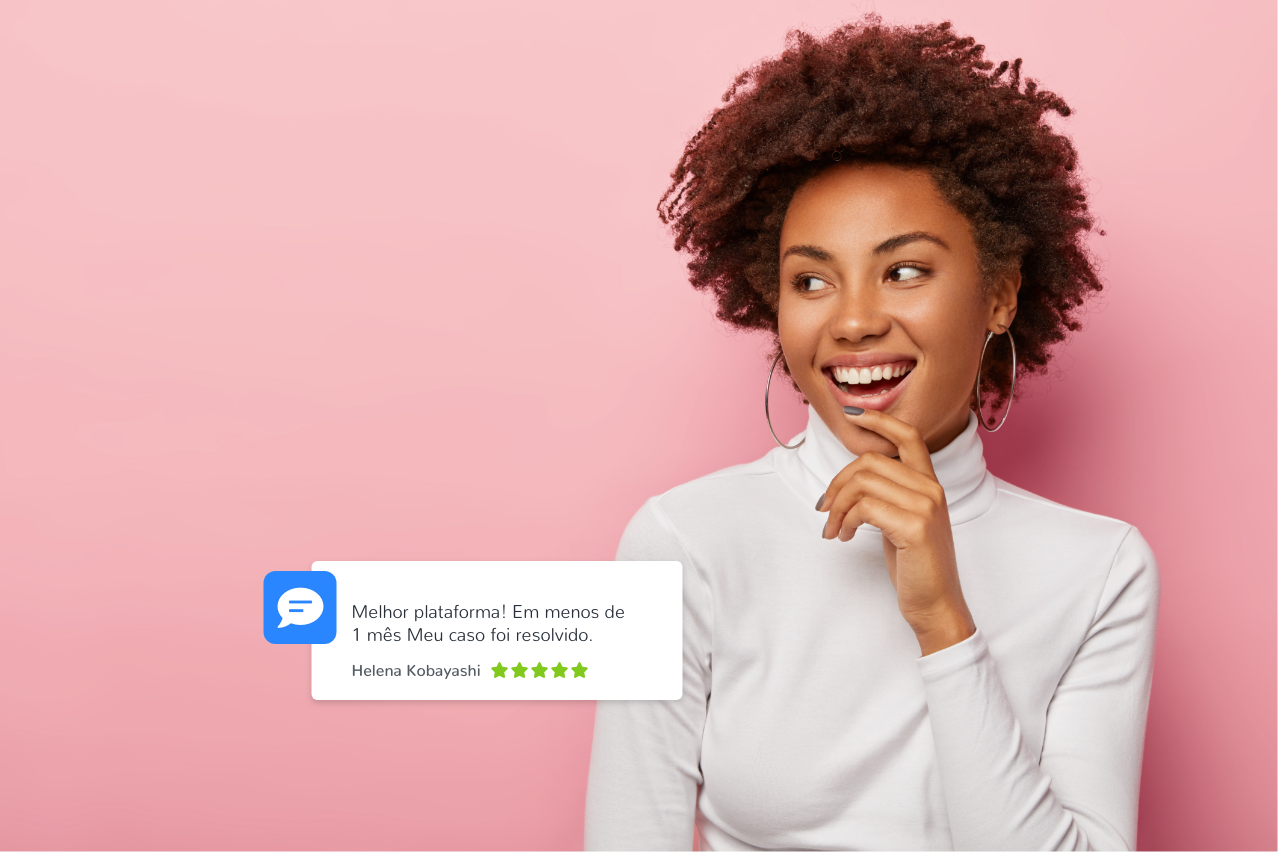 Melhor plataforma! Em menos de
1 mês Meu caso foi resolvido.
Helena Kobayashi